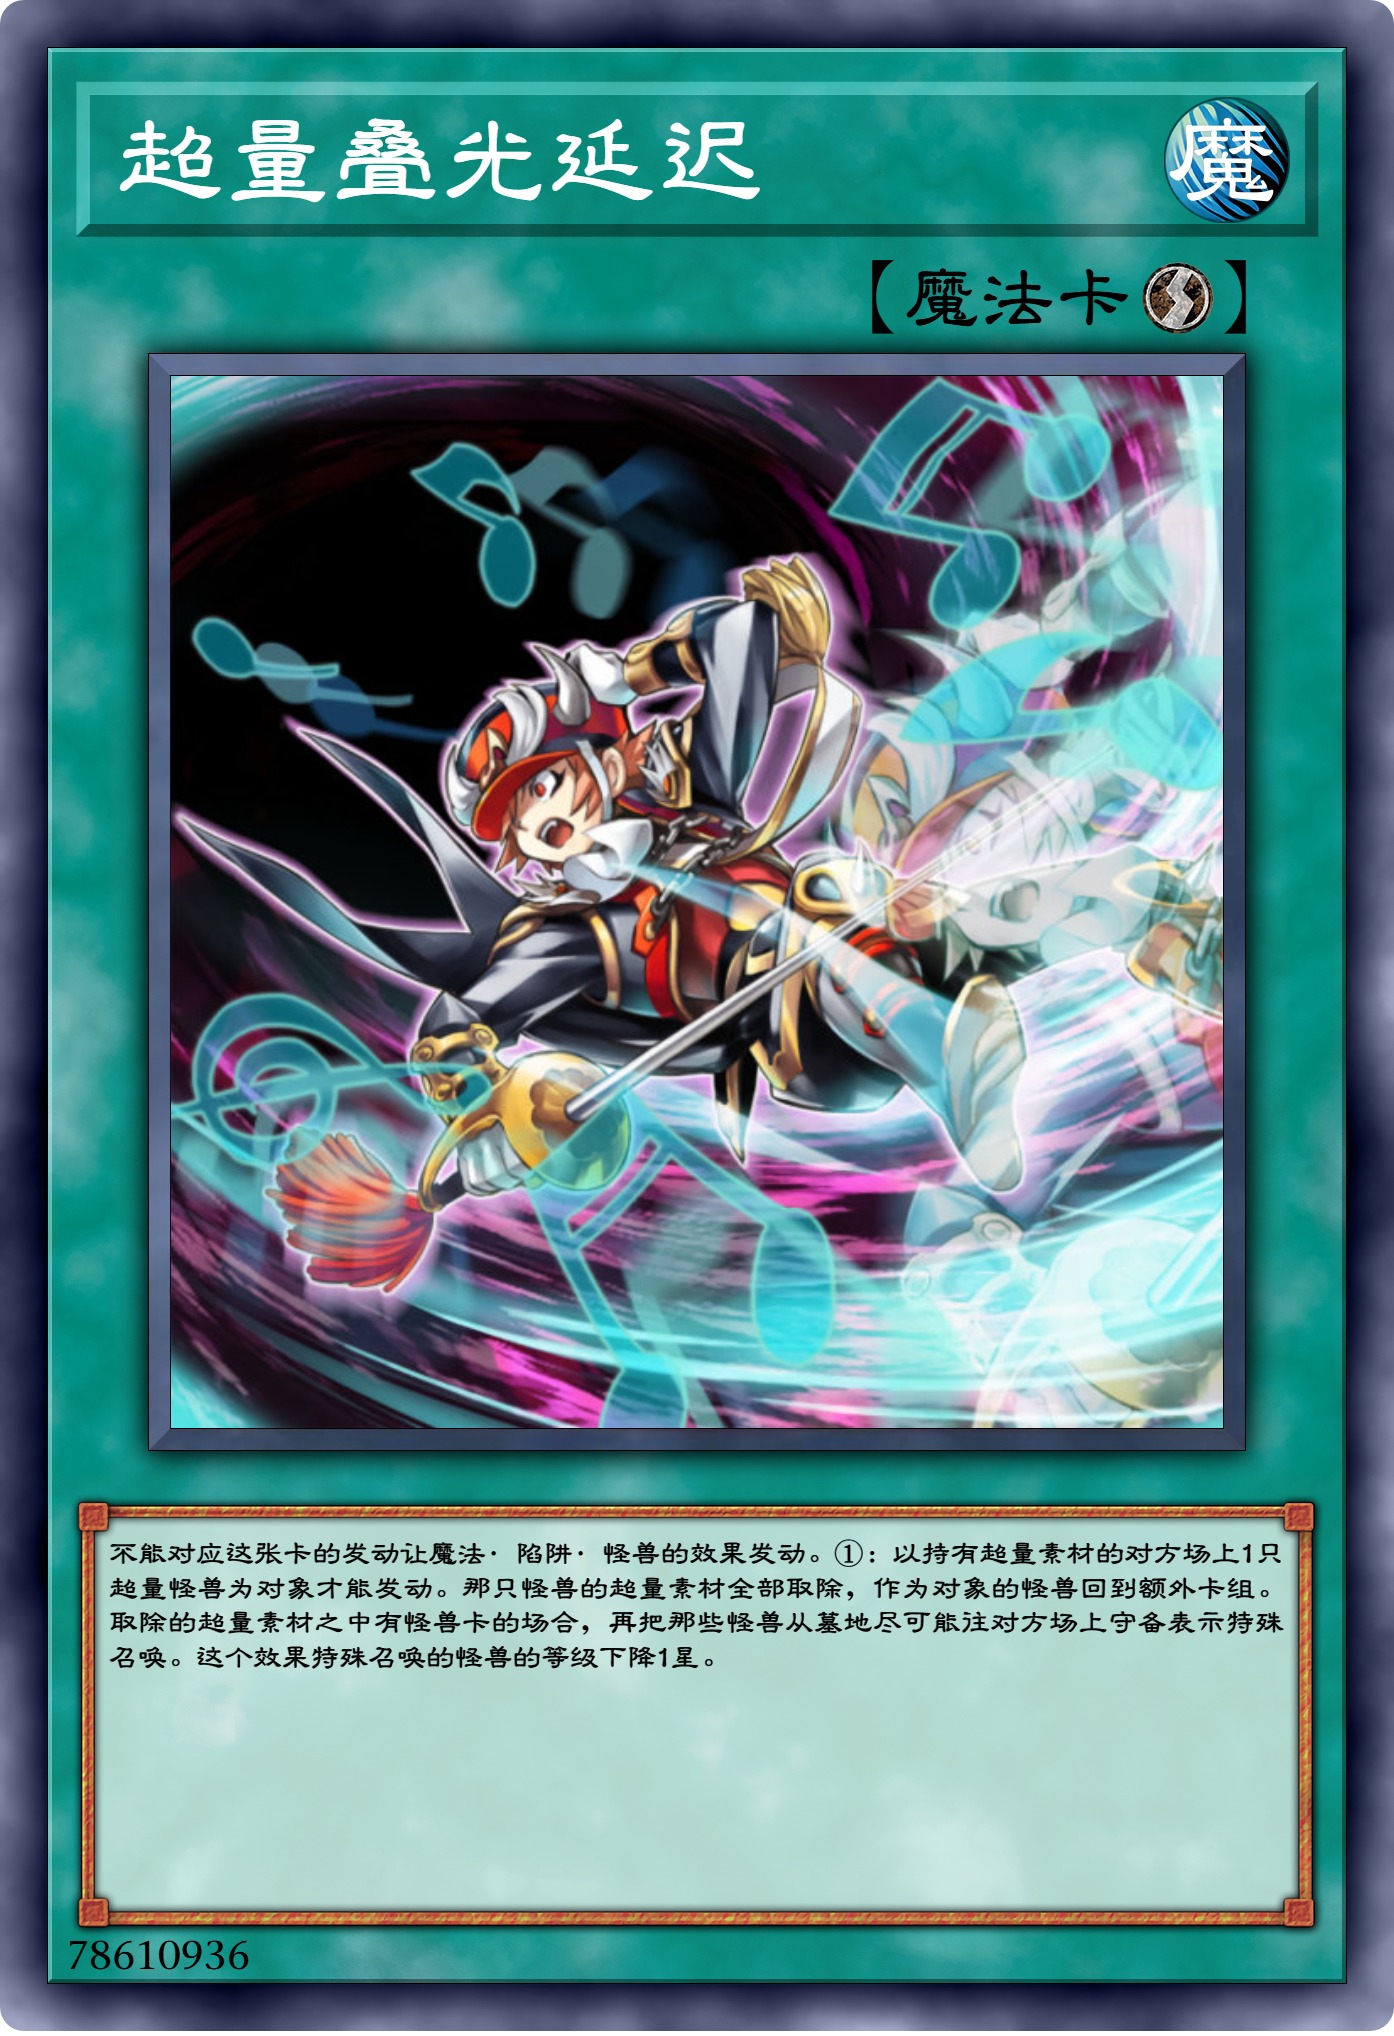 超量叠光延迟
魔
【魔法卡】
不能对应这张卡的发动让魔法·陷阱·怪兽的效果发动。①：以持有超量素材的对方场上1只
超量怪兽为对象才能发动。那只怪兽的超量素材全部取除，作为对象的怪兽回到额外卡组。
取除的超量素材之中有怪兽卡的场合，再把那些怪兽从墓地尽可能往对方场上守备表示特殊
召唤。这个效果特殊召唤的怪兽的等级下降1星。
78610936